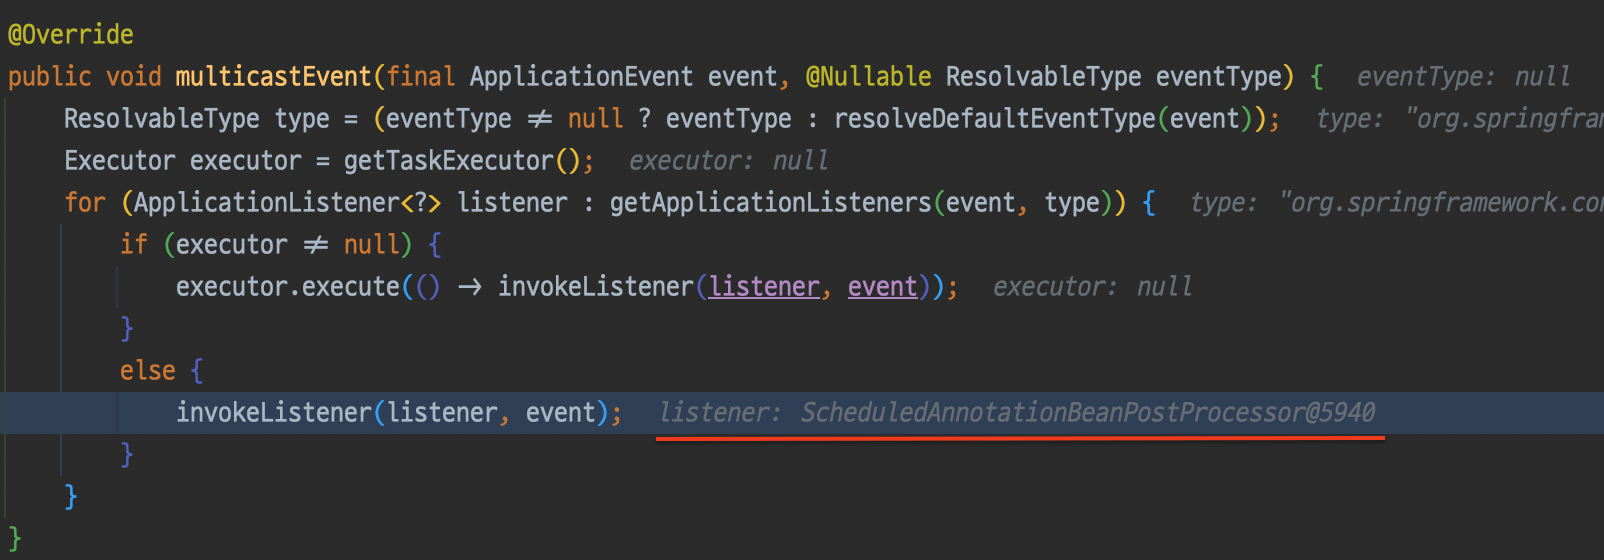 @Override
public void multicastEvent(final ApplicationEvent event, @Nullable ResolvableType eventType) {  eventType: null
    ResolvableType type = (eventType ≠ null ? eventType : resolveDefaultEventType(event));  type: "org.springfram
    Executor executor = getTaskExecutor();  executor: null
    for (ApplicationListener<?> listener : getApplicationListeners(event, type)) {  type: "org.springframework.con
        if (executor ≠ null) {
            executor.execute(() → invokeListener(listener, event));  executor: null
        }
        else {
            invokeListener(listener, event);  listener: ScheduledAnnotationBeanPostProcessor@5940
        }
    }
}